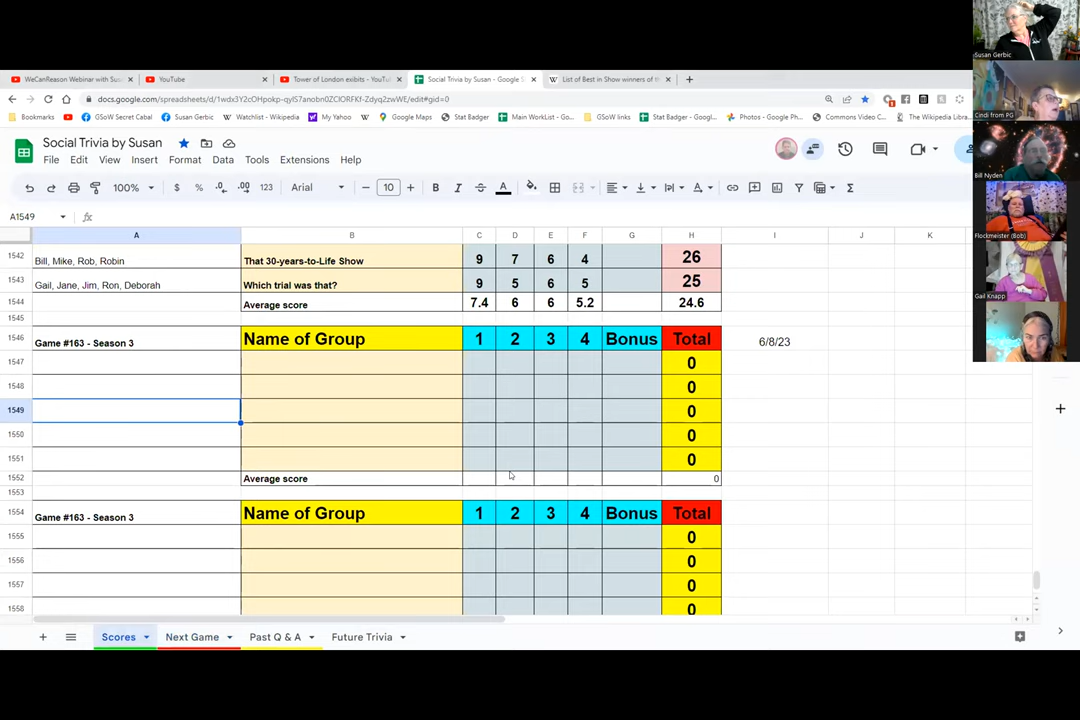 WeCanReason Webinar with Susan
YouTube
Tower of London exibits - YouTu
Social Trivia by Susan - Google S
List of Best in Show winners of th
docs.google.com/spreadsheets/d/
Bookmarks
Facebook
GSoW Secret Cabal
Susan Gerbic
Watchlist - Wikipedia
My Yahoo
Google Maps
Stat Badger
Main WorkList - Go...
GSoW links
Stat Badger - Googl...
Photos - Google Ph...
Commons Video C...
The Wikipedia Libra
Social Trivia by Susan
File Edit View Insert Format Data Tools Extensions Help
100% $ % .0 .00 123 Arial 10 B I S A
A1549 fx
A B C D E F G H I J K
1542 Bill, Mike, Rob, Robin That 30-years-to-Life Show 9 7 6 4 26
1543 Gail, Jane, Jim, Ron, Deborah Which trial was that? 9 5 6 5 25
1544 Average score 7.4 6 6 5.2 24.6
1545
1546 Game #163 - Season 3 Name of Group 1 2 3 4 Bonus Total 6/8/23
1547 0
1548 0
1549 0
1550 0
1551 0
1552 Average score 0
1553
1554 Game #163 - Season 3 Name of Group 1 2 3 4 Bonus Total
1555 0
1556 0
1557 0
1558 0
Scores Next Game Past Q & A Future Trivia
Susan Gerbic
Cindi from PG
Bill Nyden
Flockmeister (Bob)
Gail Knapp